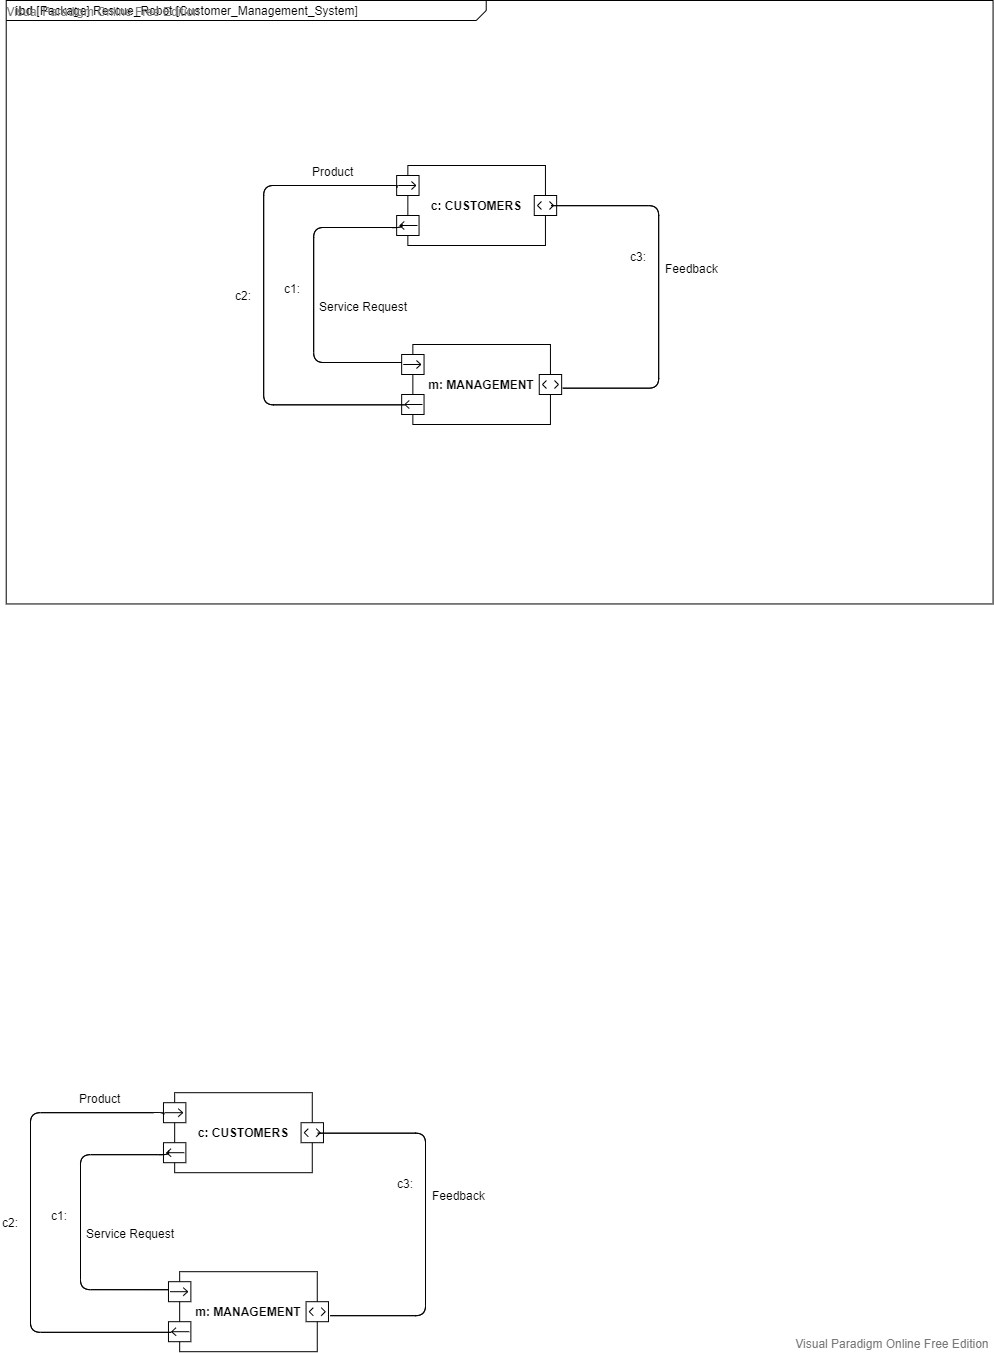 ibd [Package] Rescue_Robot [Customer_Management_System]
Visual Paradigm Online Free Edition
Product
c: CUSTOMERS
c3:
Feedback
c2:
c1:
Service Request
m: MANAGEMENT
Product
c: CUSTOMERS
c3:
Feedback
c2:
c1:
Service Request
m: MANAGEMENT
Visual Paradigm Online Free Edition